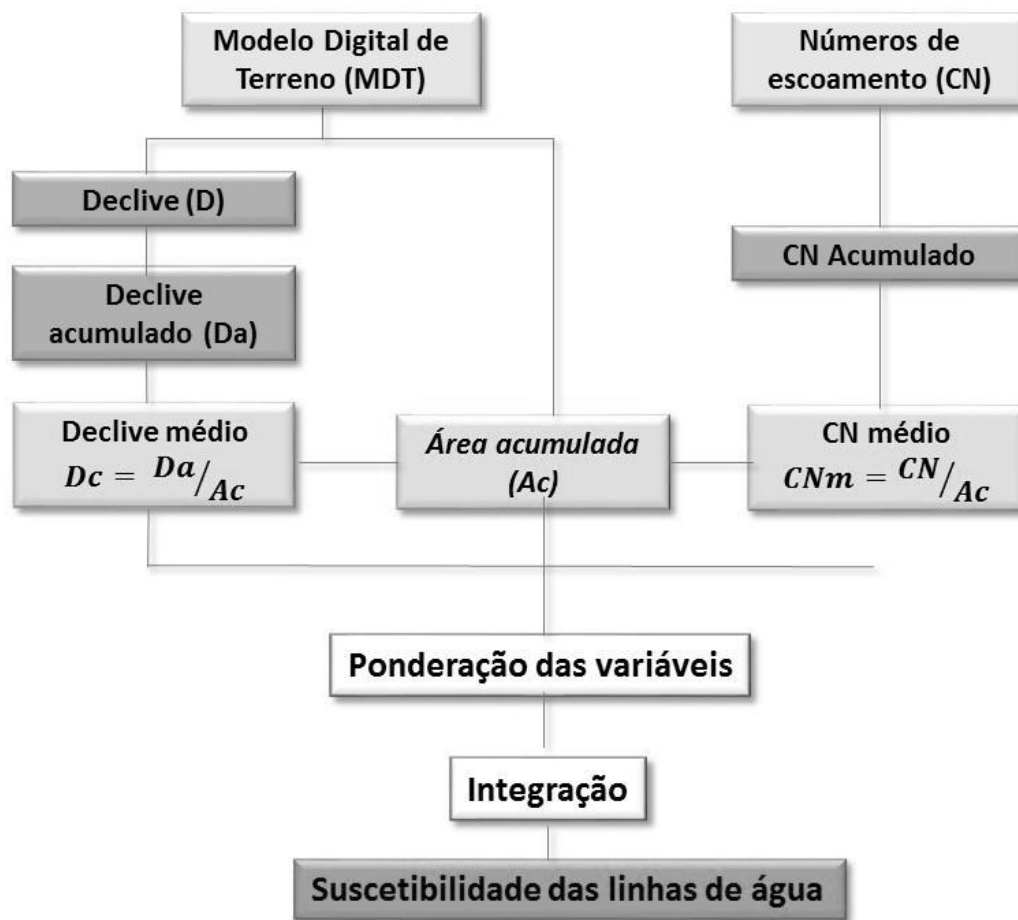 Modelo Digital de
Terreno (MDT)
Números de
escoamento (CN)
Declive (D)
CN Acumulado
Declive
acumulado (Da)
Declive médio
Dc = Da/Ac
Área acumulada
(Ac)
CN médio
CNm = CN/Ac
Ponderação das variáveis
Integração
Suscetibilidade das linhas de água